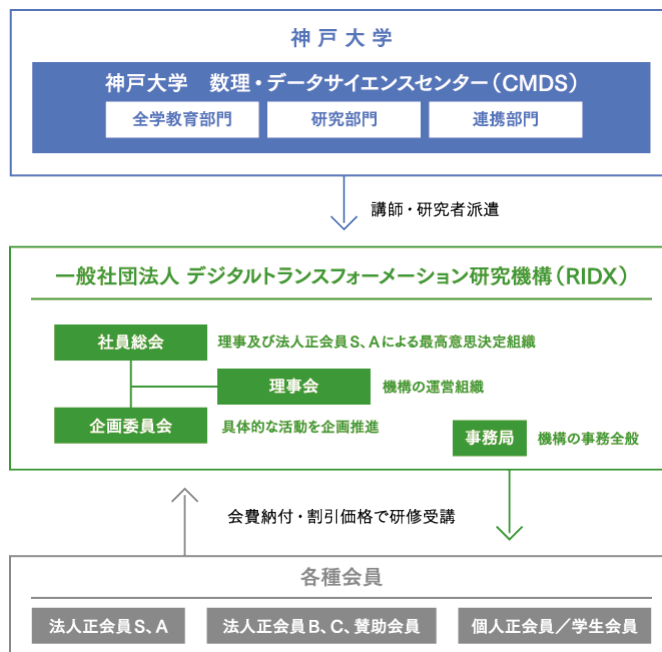 神戸大学
神戸大学　数理・データサイエンスセンター（CMDS）
全学教育部門
研究部門
連携部門
講師・研究者派遣
一般社団法人 デジタルトランスフォーメーション研究機構（RIDX）
社員総会
理事及び法人正会員S、Aによる最高意思決定組織
理事会
機構の運営組織
企画委員会
具体的な活動を企画推進
事務局
機構の事務全般
会費納付・割引価格で研修受講
各種会員
法人正会員S、A
法人正会員B、C、賛助会員
個人正会員／学生会員